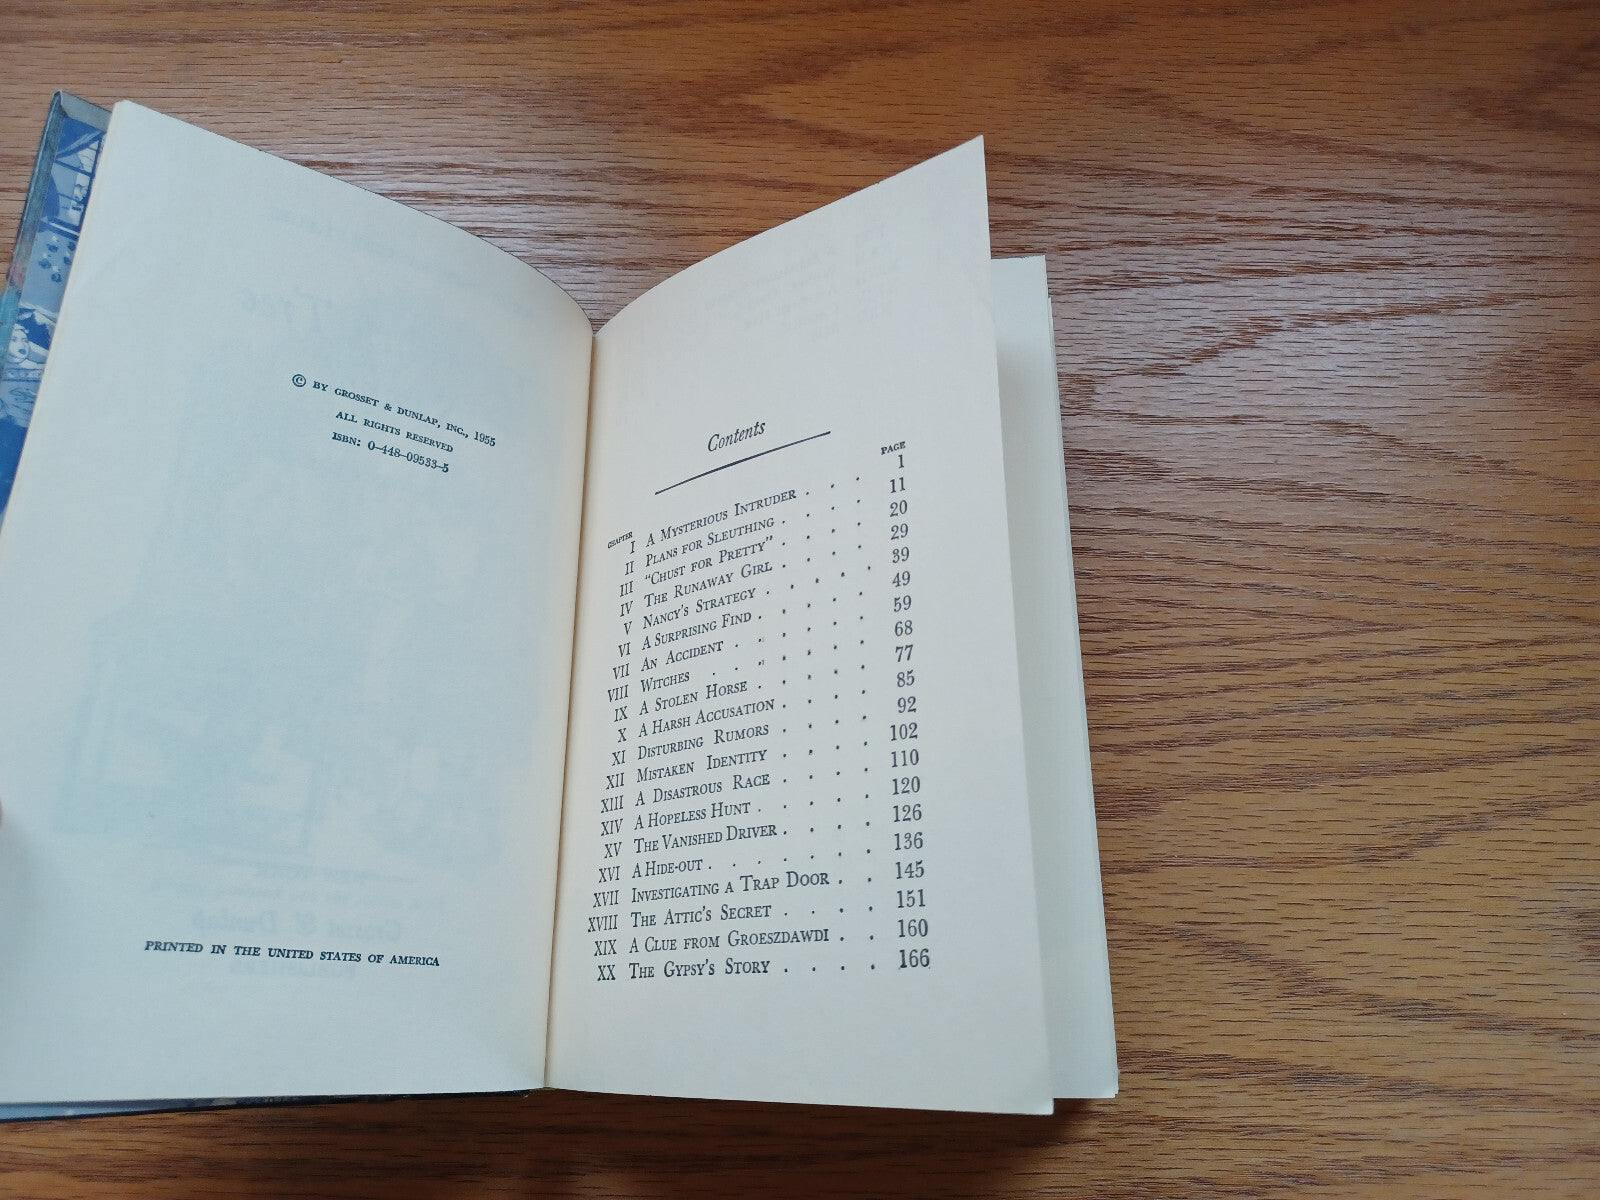 © BY GROSSET & DUNLAP, INC., 1955
ALL RIGHTS RESERVED
ISBN: 0-448-09533-5
PRINTED IN THE UNITED STATES OF AMERICA
Contents
CHAPTER PAGE
I A MYSTERIOUS INTRUDER . . . 1
II PLANS FOR SLEUTHING . . . . 11
III “CHUST FOR PRETTY” . . . . 20
IV THE RUNAWAY GIRL . . . . 29
V NANCY'S STRATEGY . . . . . 39
VI A SURPRISING FIND . . . . . 49
VII AN ACCIDENT . . . . . . 59
VIII WITCHES . . . . . . . 68
IX A STOLEN HORSE . . . . . 77
X A HARSH ACCUSATION . . . . 85
XI DISTURBING RUMORS . . . . 92
XII MISTAKEN IDENTITY . . . . 102
XIII A DISASTROUS RACE . . . . 110
XIV A HOPELESS HUNT . . . . . 120
XV THE VANISHED DRIVER . . . . 126
XVI A HIDE-OUT . . . . . . . 136
XVII INVESTIGATING A TRAP DOOR . . 145
XVIII THE ATTIC'S SECRET . . . . 151
XIX A CLUE FROM GROESZDAWDI . . 160
XX THE GYPSY'S STORY . . . . 166